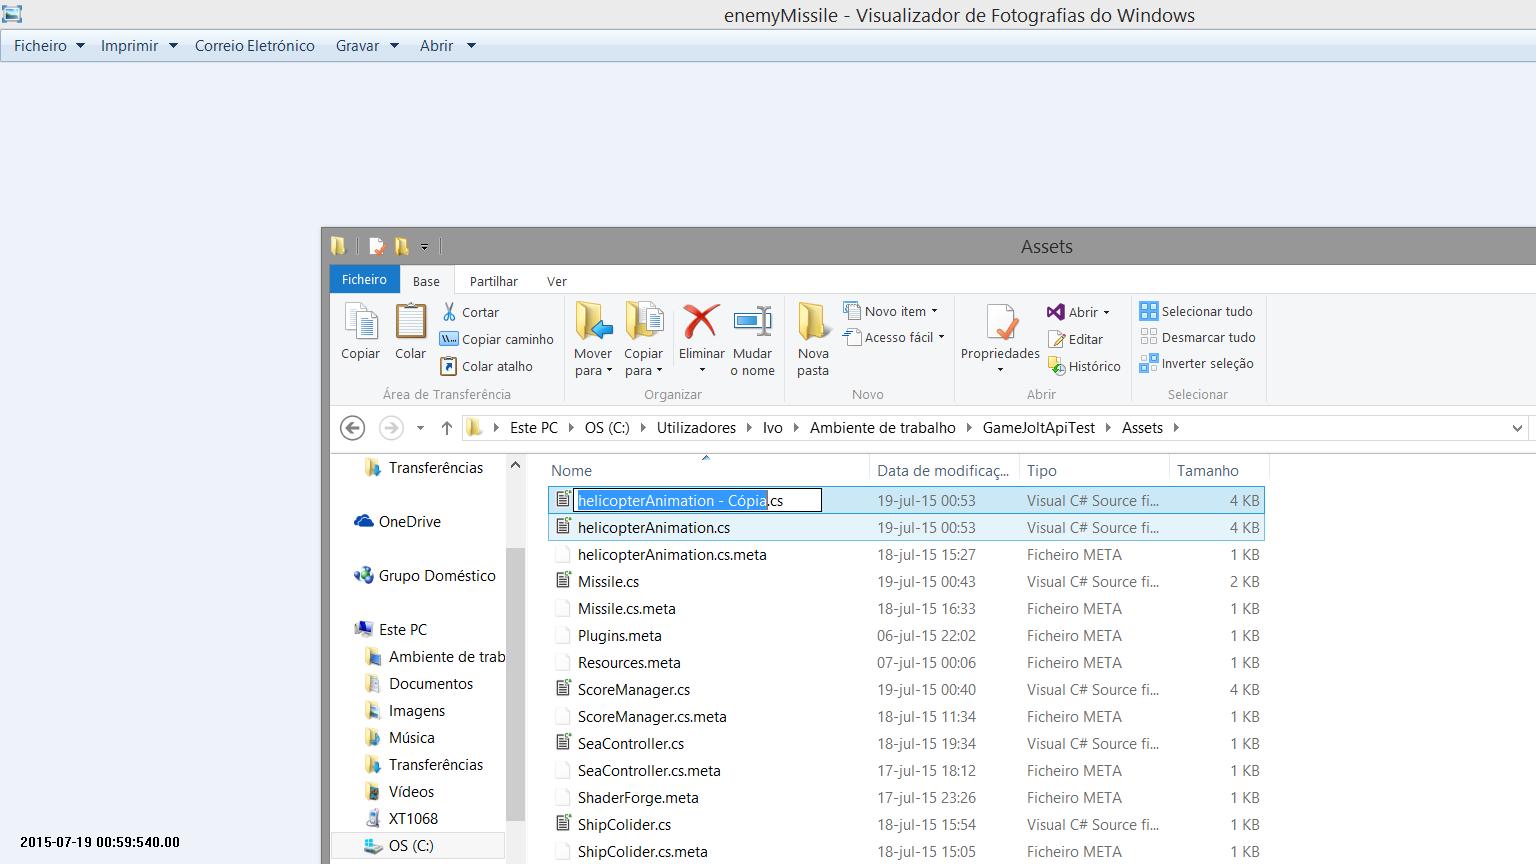 enemyMissile - Visualizador de Fotografias do Windows
Ficheiro Imprimir Correio Eletrónico Gravar Abrir
Assets
Ficheiro Base Partilhar Ver
Copiar
Colar
Cortar
Copiar caminho
Colar atalho
Área de Transferência
Mover para
Copiar para
Eliminar
Mudar o nome
Organizar
Nova pasta
Novo item
Acesso fácil
Novo
Propriedades
Abrir
Editar
Histórico
Abrir
Selecionar tudo
Desmarcar tudo
Inverter seleção
Selecionar
Este PC OS (C:) Utilizadores Ivo Ambiente de trabalho GameJoltApiTest Assets
Transferências
OneDrive
Grupo Doméstico
Este PC
Ambiente de trab
Documentos
Imagens
Música
Transferências
Vídeos
XT1068
OS (C:)
Nome Data de modificaç... Tipo Tamanho
helicopterAnimation - Cópia.cs 19-jul-15 00:53 Visual C# Source fi... 4 KB
helicopterAnimation.cs 19-jul-15 00:53 Visual C# Source fi... 4 KB
helicopterAnimation.cs.meta 18-jul-15 15:27 Ficheiro META 1 KB
Missile.cs 19-jul-15 00:43 Visual C# Source fi... 2 KB
Missile.cs.meta 18-jul-15 16:33 Ficheiro META 1 KB
Plugins.meta 06-jul-15 22:02 Ficheiro META 1 KB
Resources.meta 07-jul-15 00:06 Ficheiro META 1 KB
ScoreManager.cs 19-jul-15 00:40 Visual C# Source fi... 4 KB
ScoreManager.cs.meta 18-jul-15 11:34 Ficheiro META 1 KB
SeaController.cs 18-jul-15 19:34 Visual C# Source fi... 1 KB
SeaController.cs.meta 17-jul-15 18:12 Ficheiro META 1 KB
ShaderForge.meta 17-jul-15 23:26 Ficheiro META 1 KB
ShipColider.cs 18-jul-15 15:54 Visual C# Source fi... 1 KB
ShipColider.cs.meta 18-jul-15 15:05 Ficheiro META 1 KB
2015-07-19 00:59:540.00